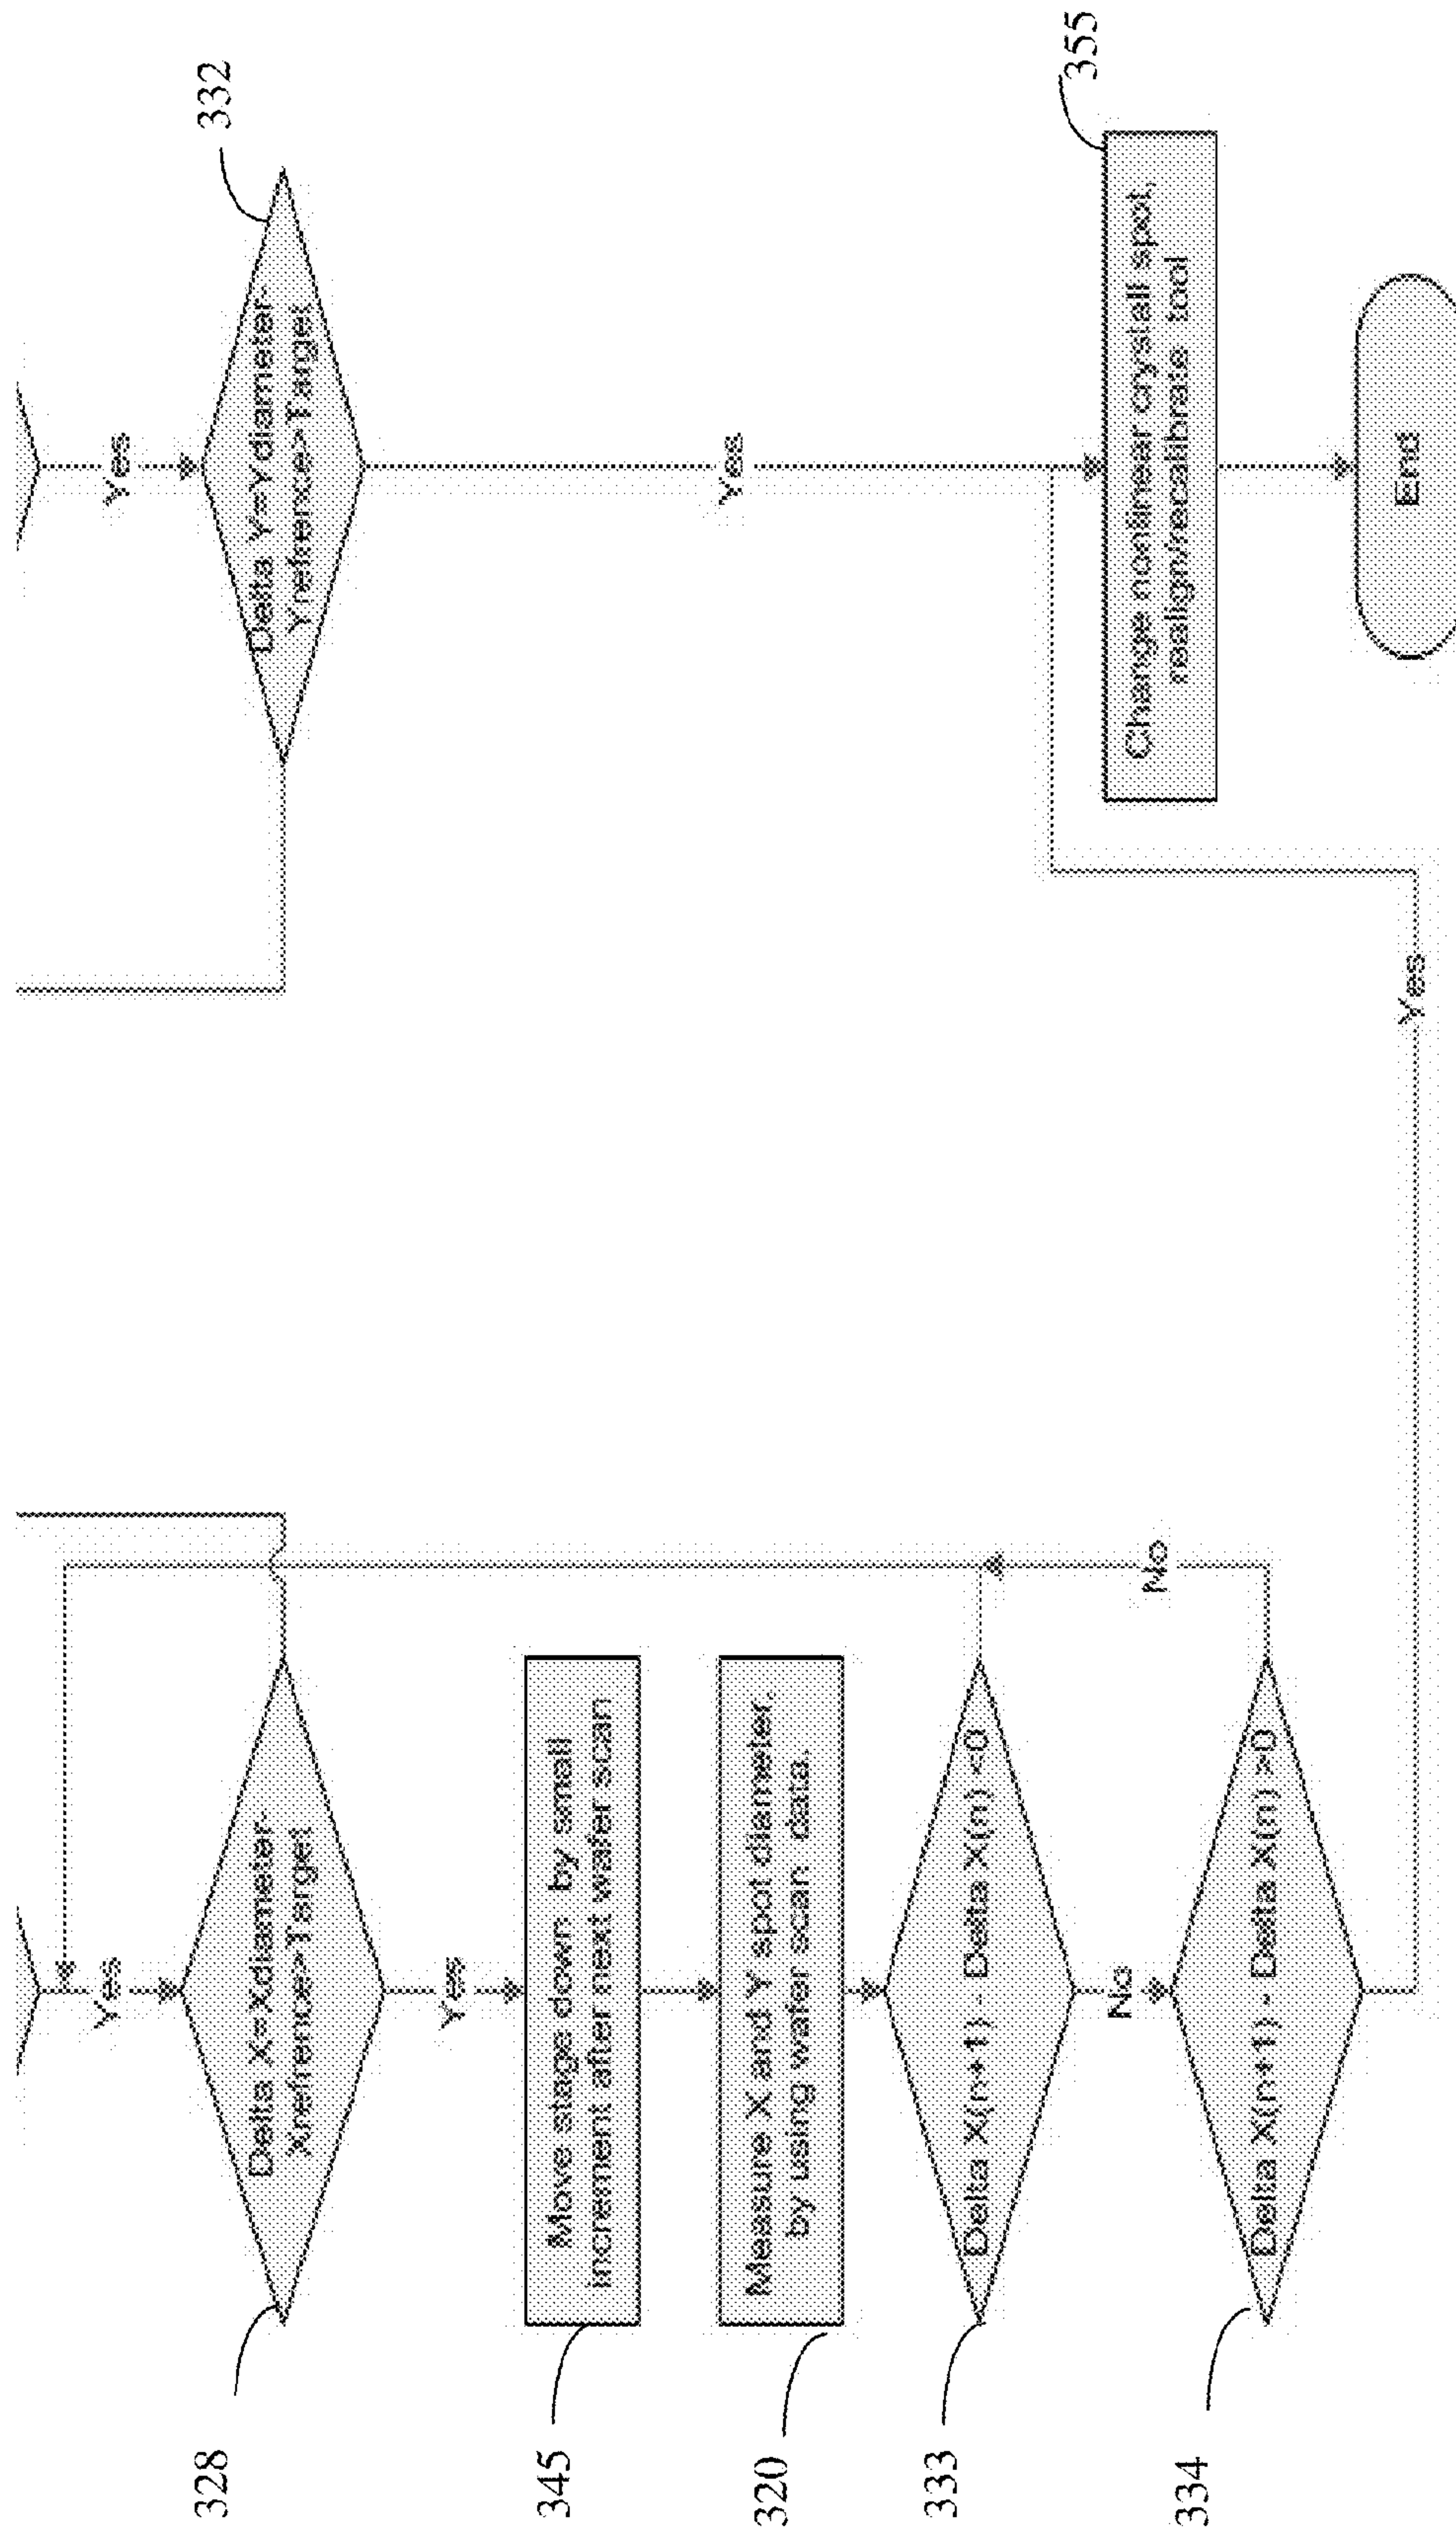 Yes
328
Delta X=Xdiameter-
Xrefrence>Target
Yes
345
Move stage down by small
increment after next wafer scan
320
Measure X and Y spot diameter.
by using wafer scan data.
333
Delta X(n+1) - Delta X(n) <0
No
No
334
Delta X(n+1) - Delta X(n) >0
Yes
Yes
332
Delta Y=Ydiameter-
Yrefrence>Target
Yes
355
Change nonlinear crystall spot,
realign/recalibrate tool
End